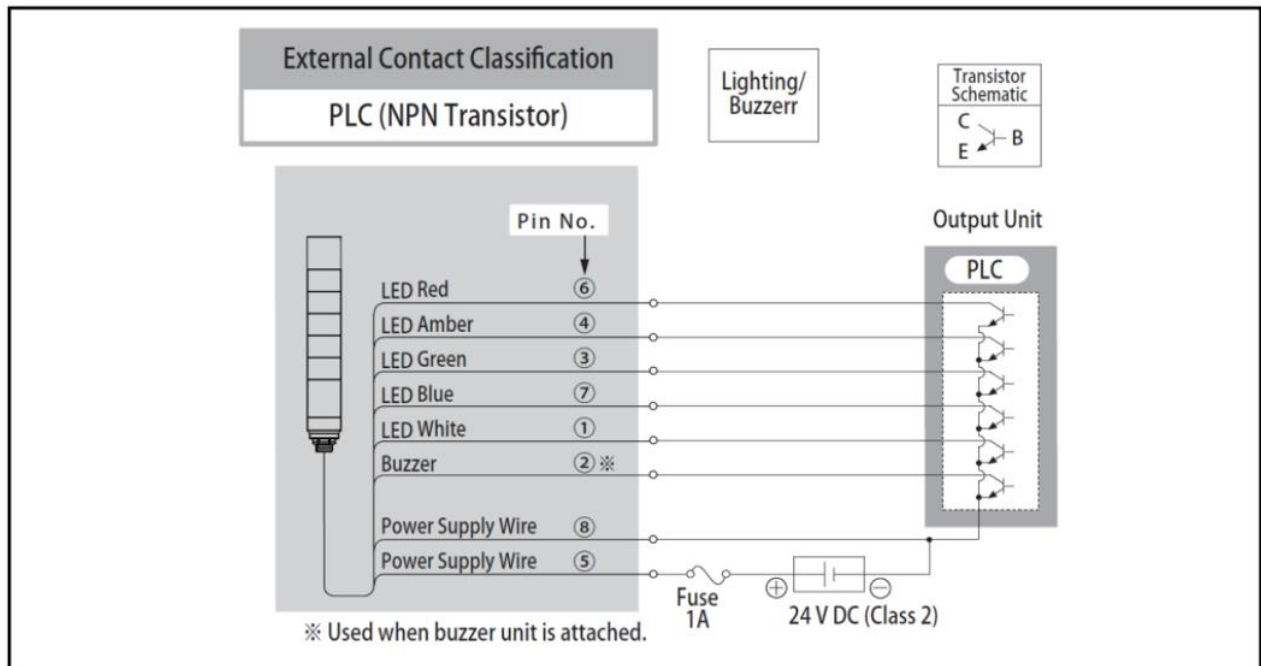 External Contact Classification
PLC (NPN Transistor)
Lighting/
Buzzerr
Transistor
Schematic
C
E
B
Pin No.
Output Unit
PLC
LED Red ⑥
LED Amber ④
LED Green ③
LED Blue ⑦
LED White ①
Buzzer ②※
Power Supply Wire ⑧
Power Supply Wire ⑤
Fuse
1A
⊕ ⊖
24 V DC (Class 2)
※ Used when buzzer unit is attached.